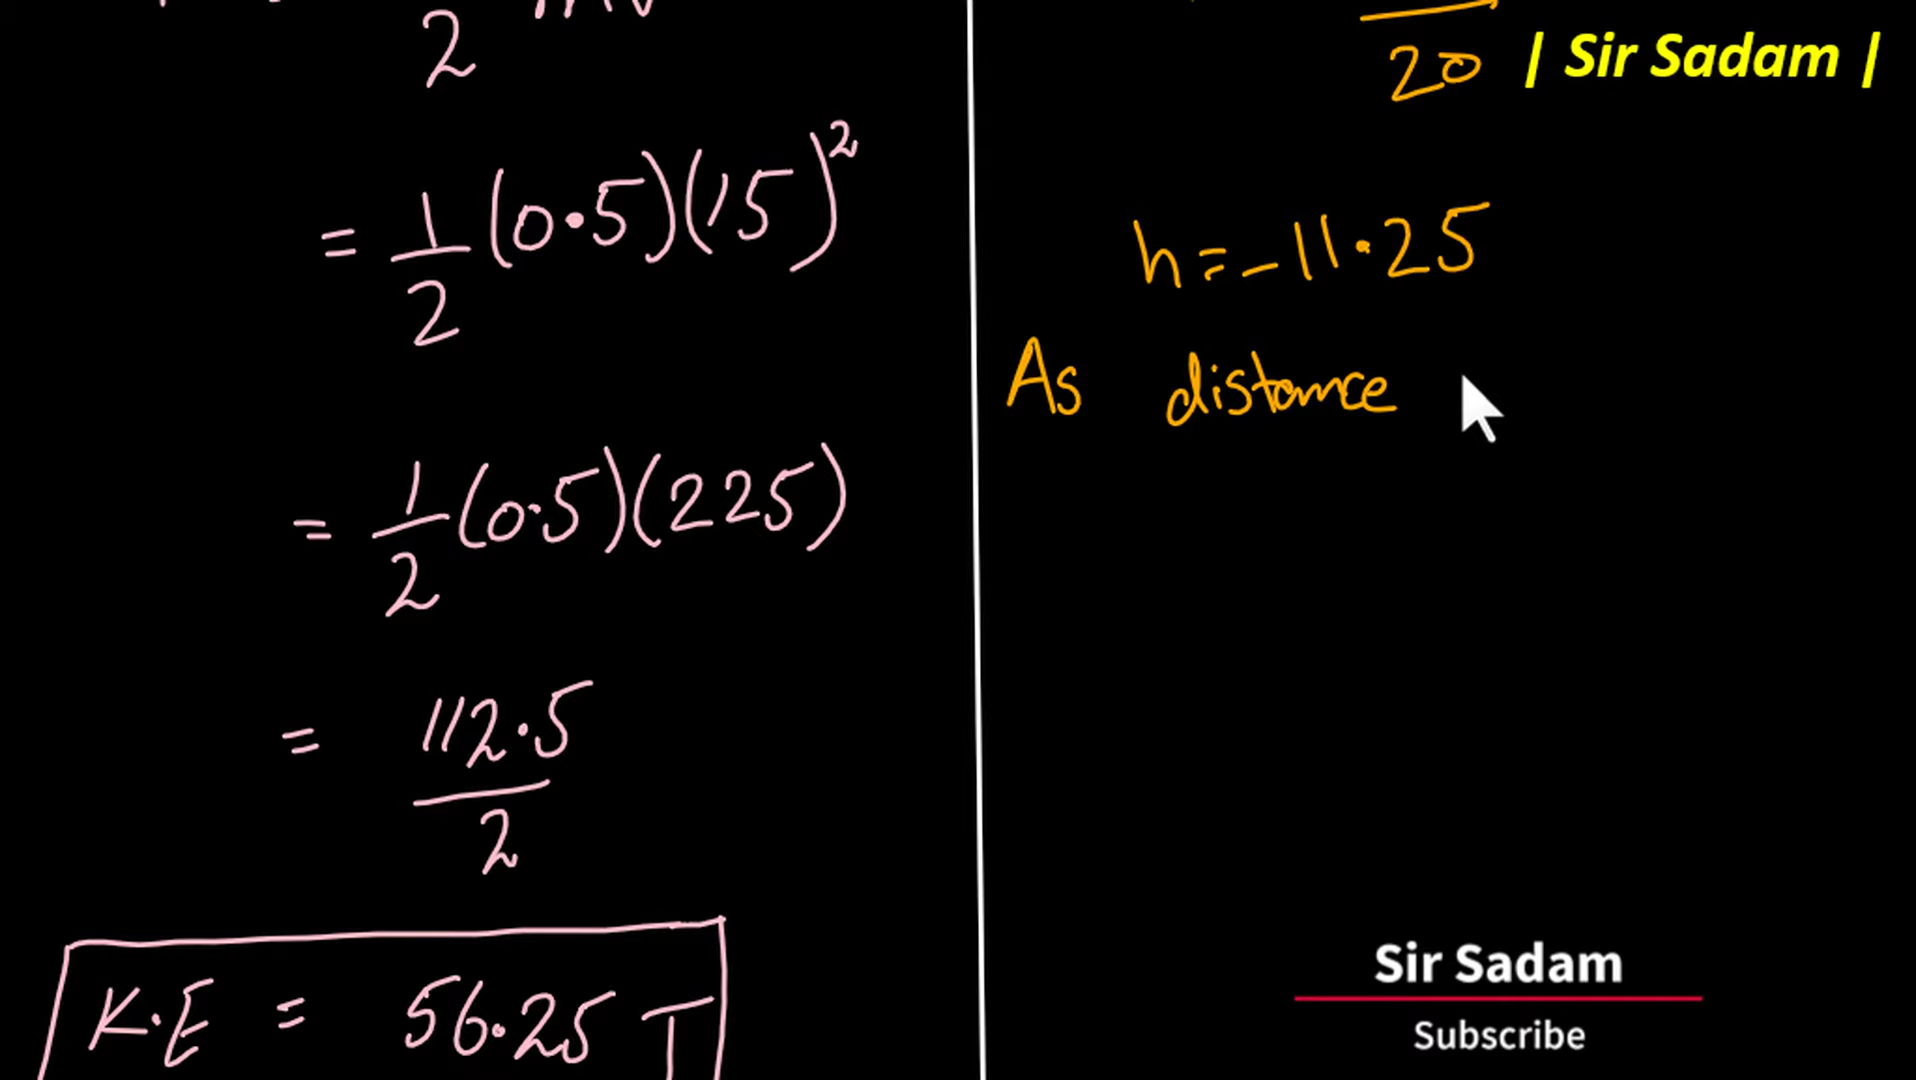 2
= 1/2 (0.5)(15)²
= 1/2 (0.5)(225)
= 112.5/2
K.E = 56.25 J
20
| Sir Sadam |
h = -11.25
As distance
Sir Sadam
Subscribe